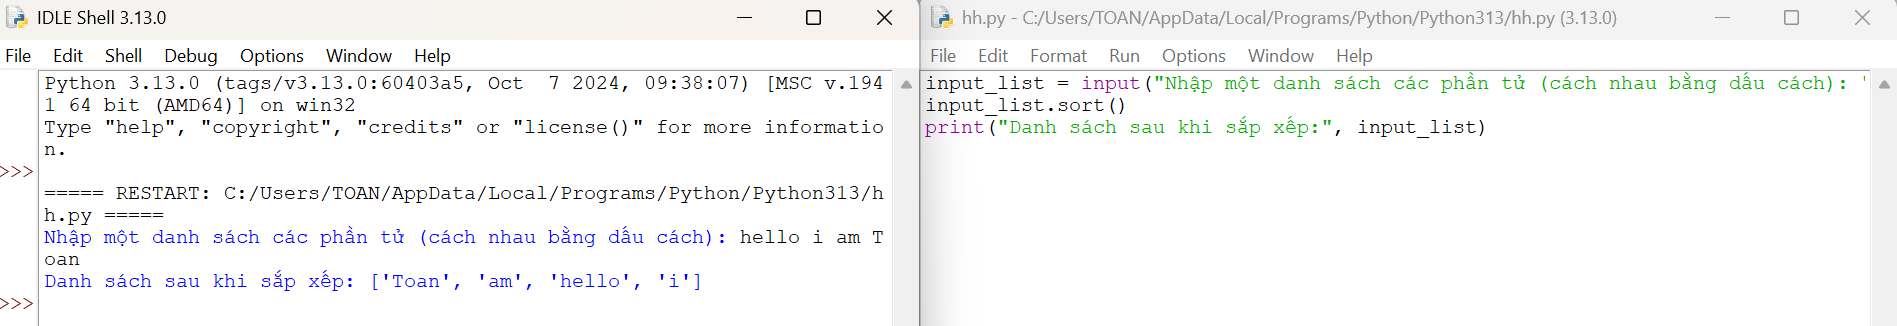 IDLE Shell 3.13.0
File Edit Shell Debug Options Window Help
Python 3.13.0 (tags/v3.13.0:60403a5, Oct  7 2024, 09:38:07) [MSC v.194
1 64 bit (AMD64)] on win32
Type "help", "copyright", "credits" or "license()" for more informatio
n.
>>>
===== RESTART: C:/Users/TOAN/AppData/Local/Programs/Python/Python313/h
h.py =====
Nhập một danh sách các phần tử (cách nhau bằng dấu cách): hello i am T
oan
Danh sách sau khi sắp xếp: ['Toan', 'am', 'hello', 'i']
>>>
hh.py - C:/Users/TOAN/AppData/Local/Programs/Python/Python313/hh.py (3.13.0)
File Edit Format Run Options Window Help
input_list = input("Nhập một danh sách các phần tử (cách nhau bằng dấu cách): "
input_list.sort()
print("Danh sách sau khi sắp xếp:", input_list)